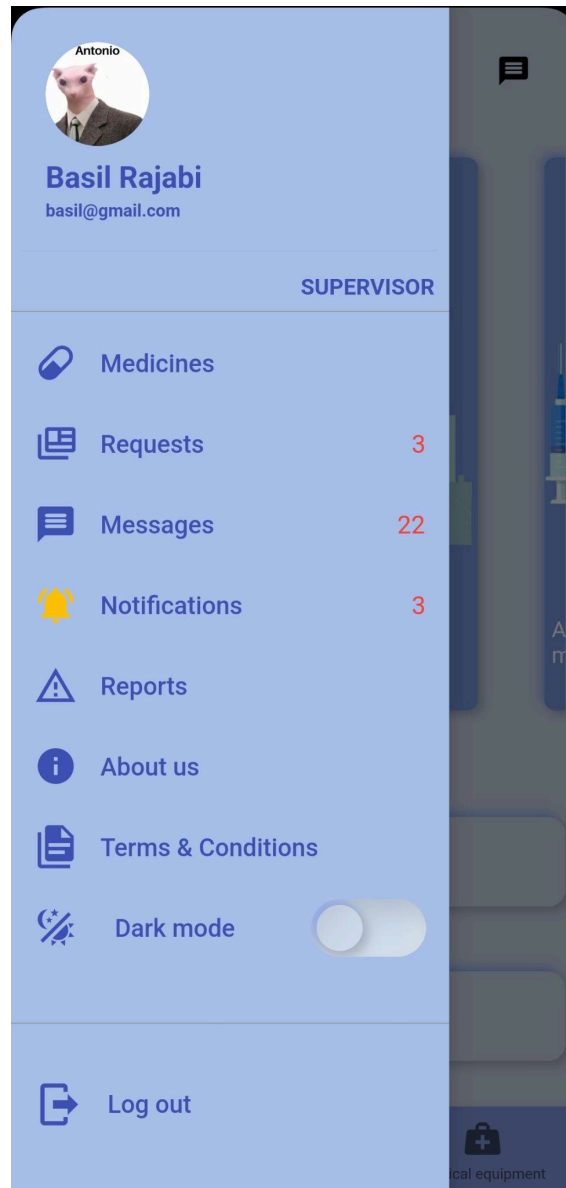 Antonio
Basil Rajabi
basil@gmail.com
SUPERVISOR
Medicines
Requests 3
Messages 22
Notifications 3
Reports
About us
Terms & Conditions
Dark mode
Log out
equipment